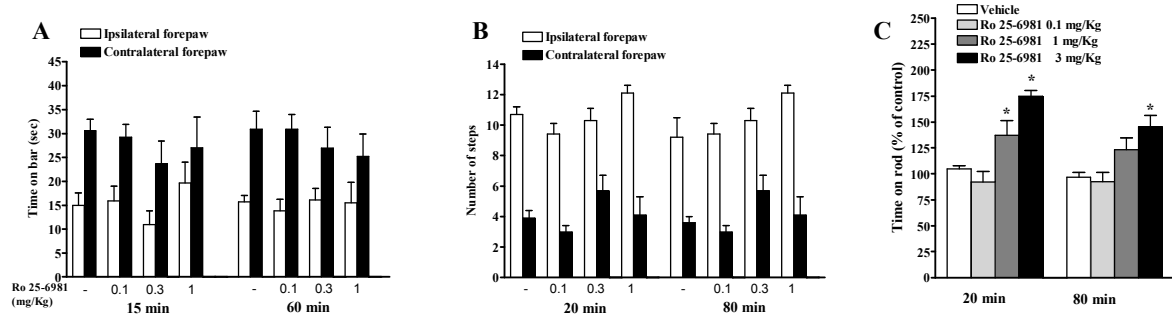 A
Ipsilateral forepaw
Contralateral forepaw
Time on bar (sec)
45
40
35
30
25
20
15
10
5
0
Ro 25-6981 - 0.1 0.3 1 - 0.1 0.3 1
(mg/Kg)
15 min 60 min
B
Ipsilateral forepaw
Contralateral forepaw
Number of steps
14
12
10
8
6
4
2
0
- 0.1 0.3 1 - 0.1 0.3 1
20 min 80 min
C
Vehicle
Ro 25-6981 0.1 mg/Kg
Ro 25-6981 1 mg/Kg
Ro 25-6981 3 mg/Kg
Time on rod (% of control)
250
225
200
175
150
125
100
75
50
25
0
* * *
20 min 80 min